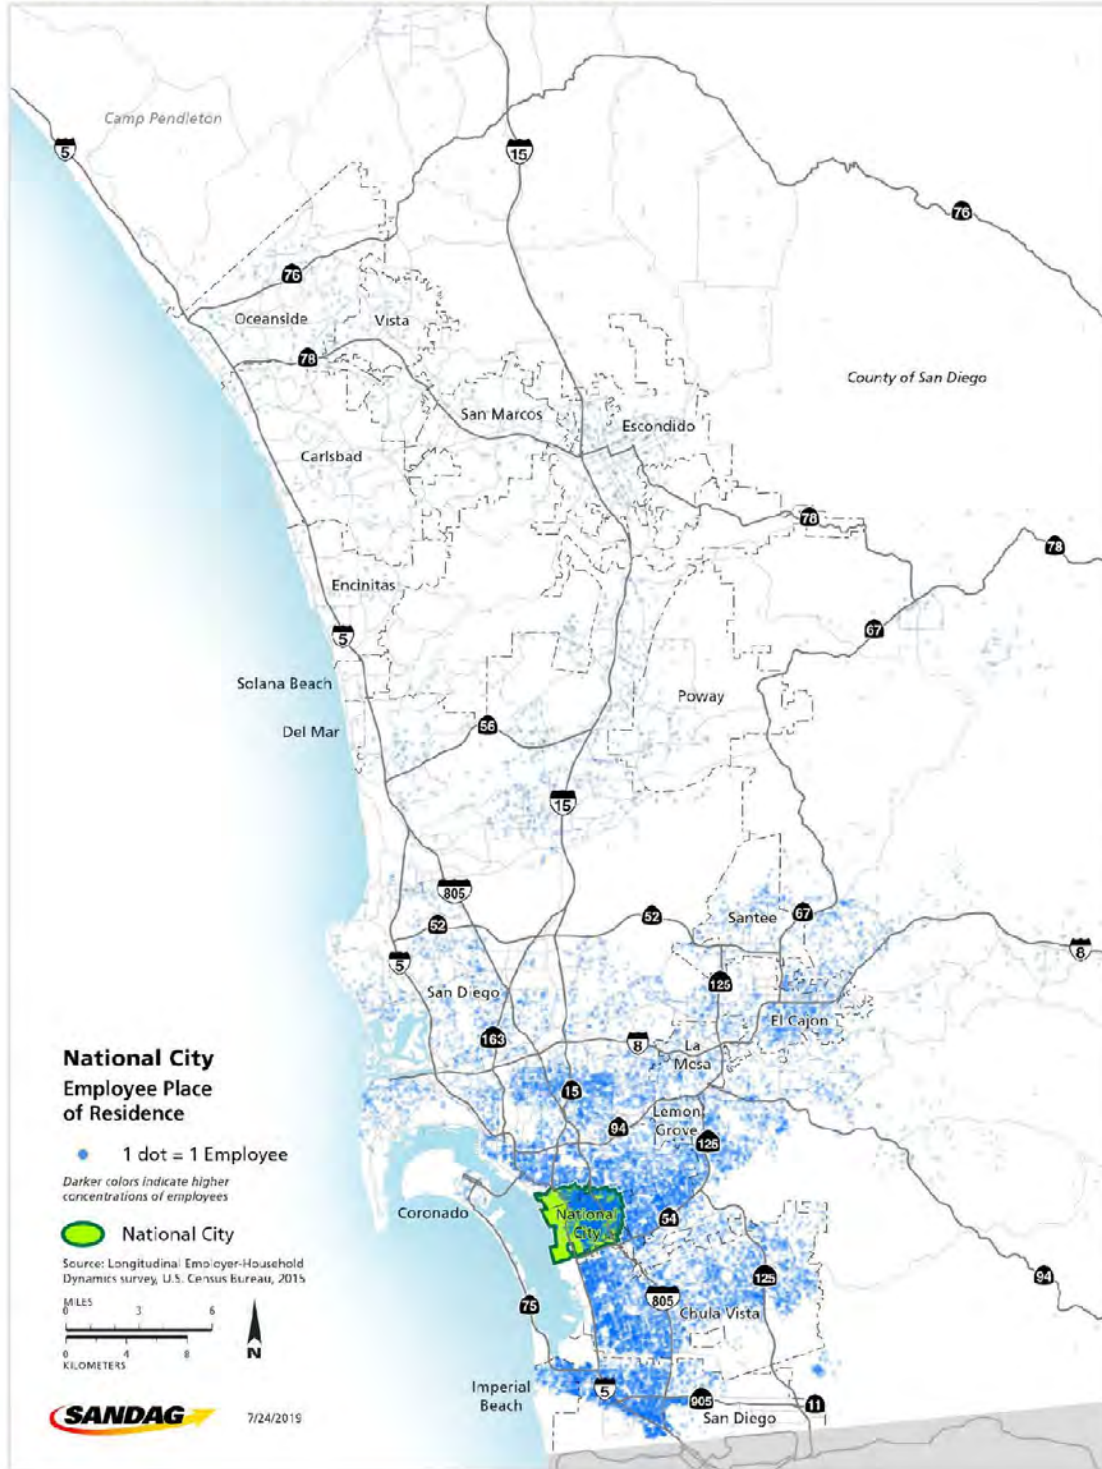 Camp Pendleton
5
15
76
76
Oceanside
Vista
78
County of San Diego
San Marcos
Escondido
Carlsbad
78
78
Encinitas
67
5
Solana Beach
Poway
56
Del Mar
15
805
52
52
Santee
67
5
8
San Diego
125
El Cajon
163
8
La
Mesa
National City
Employee Place
of Residence
15
94
Lemon
Grove
125
1 dot = 1 Employee
Darker colors indicate higher
concentrations of employees
Coronado
National
City
54
National City
Source: Longitudinal Employer-Household
Dynamics survey, U.S. Census Bureau, 2015
125
94
MILES
0 3 6
75
805
Chula Vista
0 4 8
KILOMETERS
N
Imperial
Beach
5
905
11
San Diego
SANDAG
7/24/2019